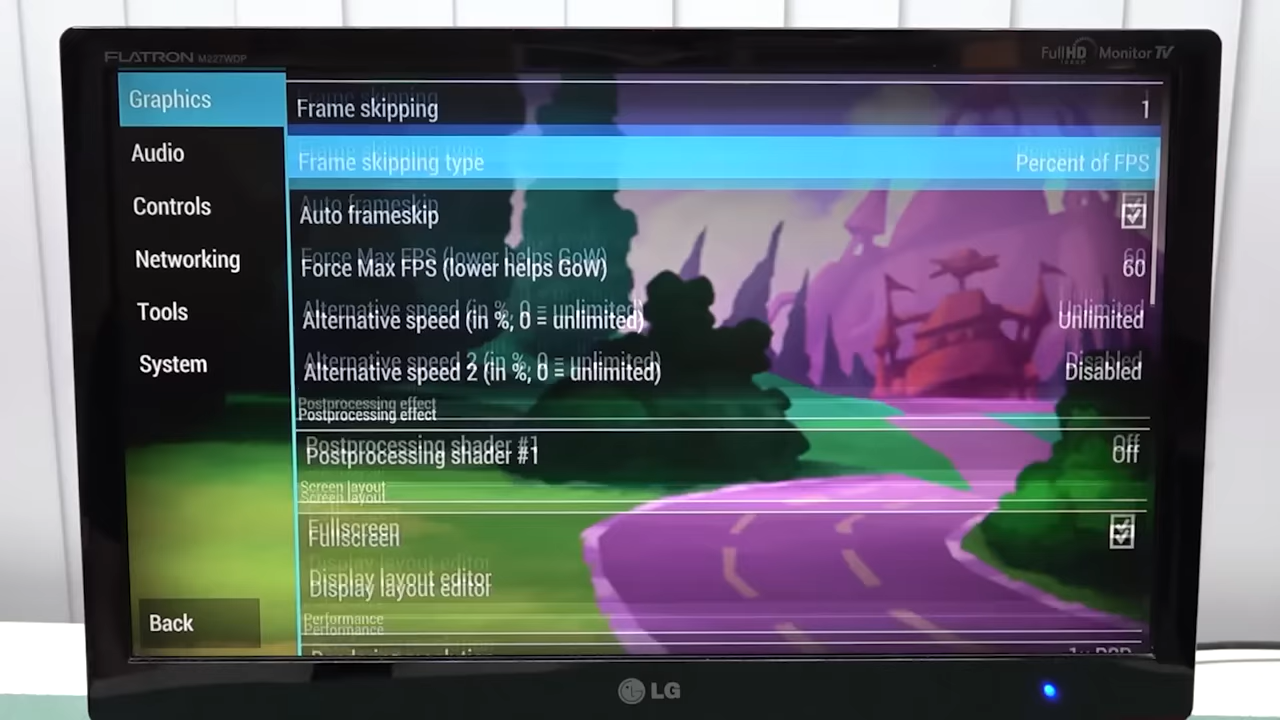 FLATRON M227WDP
Full HD 1080P Monitor TV
Graphics
Audio
Controls
Networking
Tools
System
Back
Frame skipping 1
Frame skipping type Percent of FPS
Auto frameskip
Force Max FPS (lower helps GoW) 60
Alternative speed (in %, 0 = unlimited) Unlimited
Alternative speed 2 (in %, 0 = unlimited) Disabled
Postprocessing effect
Postprocessing shader #1 Off
Screen layout
Fullscreen
Display layout editor
Performance
LG